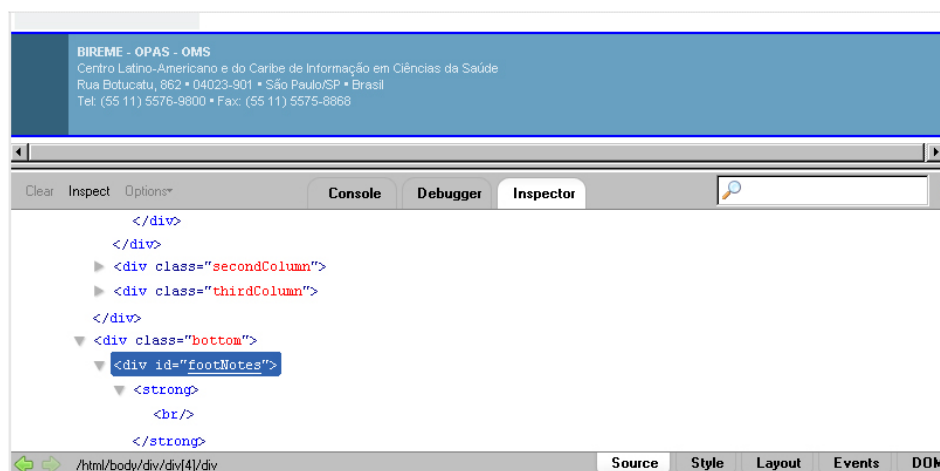 BIREME - OPAS - OMS
Centro Latino-Americano e do Caribe de Informação em Ciências da Saúde
Rua Botucatu, 862 • 04023-901 • São Paulo/SP • Brasil
Tel: (55 11) 5576-9800 • Fax: (55 11) 5575-8868
Clear Inspect Options Console Debugger Inspector
</div>
</div>
<div class="secondColumn">
<div class="thirdColumn">
</div>
<div class="bottom">
<div id="footNotes">
<strong>
<br/>
</strong>
/html/body/div/div[4]/div Source Style Layout Events DOM